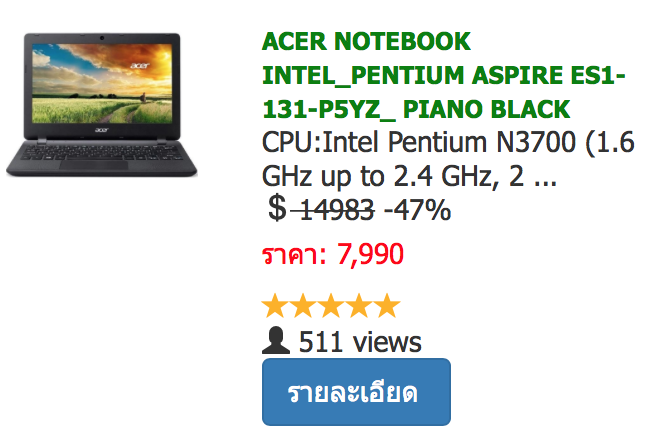 acer
acer
ACER NOTEBOOK
INTEL_PENTIUM ASPIRE ES1-
131-P5YZ_ PIANO BLACK
CPU:Intel Pentium N3700 (1.6
GHz up to 2.4 GHz, 2 ...
$ 14983 -47%
ราคา: 7,990
511 views
รายละเอียด